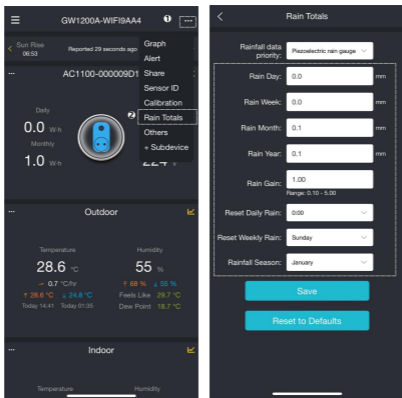 GW1200A-WIFI9AA4
❶
...
Sun Rise
06:53
Reported 29 seconds ago
Graph
Alert
Share
Sensor ID
Calibration
Rain Totals
Others
+ Subdevice
...
AC1100-000009D1
❷
Daily
0.0 W·h
Monthly
1.0 W·h
...
Outdoor
Temperature
Humidity
28.6 °C
55 %
→ 0.7 °C/hr
↑ 28.6 °C ↓ 24.8 °C
Today 14:41 Today 01:35
↑ 68 % ↓ 55 %
Feels Like 29.7 °C
Dew Point 18.7 °C
...
Indoor
Temperature
Humidity
Rain Totals
Rainfall data priority:
Piezoelectric rain gauge
Rain Day: 0.0 mm
Rain Week: 0.0 mm
Rain Month: 0.1 mm
Rain Year: 0.1 mm
Rain Gain: 1.00
Range: 0.10 - 5.00
Reset Daily Rain: 0:00
Reset Weekly Rain: Sunday
Rainfall Season: January
Save
Reset to Defaults